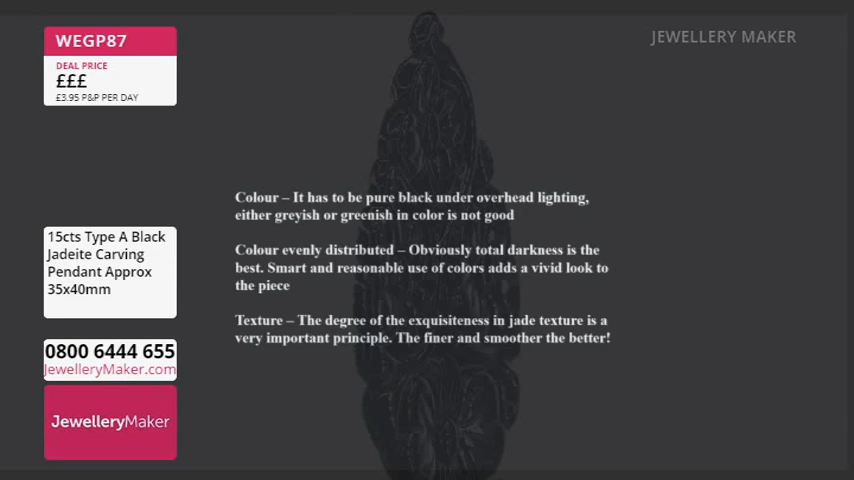 WEGP87
DEAL PRICE
£££
£3.95 P&P PER DAY
JEWELLERY MAKER
Colour – It has to be pure black under overhead lighting,
either greyish or greenish in color is not good
Colour evenly distributed – Obviously total darkness is the
best. Smart and reasonable use of colors adds a vivid look to
the piece
Texture – The degree of the exquisiteness in jade texture is a
very important principle. The finer and smoother the better!
15cts Type A Black
Jadeite Carving
Pendant Approx
35x40mm
0800 6444 655
JewelleryMaker.com
JewelleryMaker